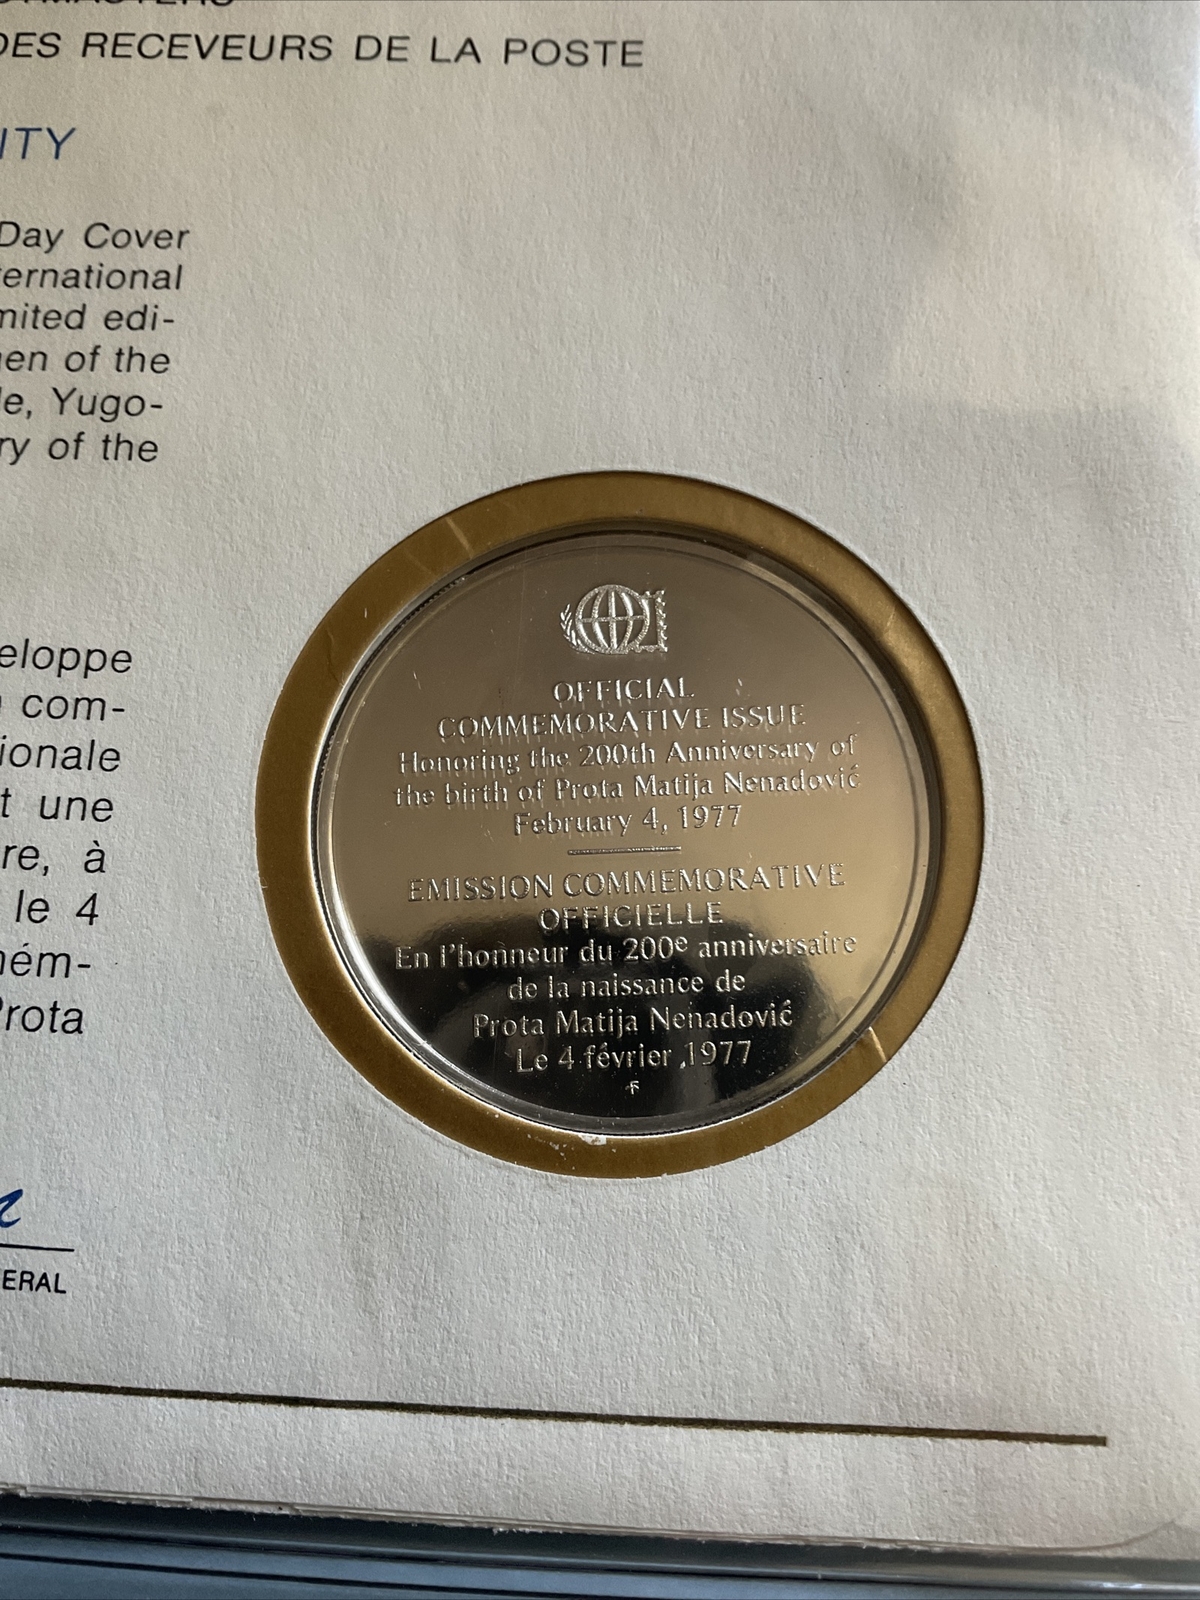 DES RECEVEURS DE LA POSTE
ITY
Day Cover
ernational
mited edi-
en of the
e, Yugo-
ry of the
eloppe
com-
ionale
t une
re, à
le 4
ném-
Prota
ERAL
OFFICIAL
COMMEMORATIVE ISSUE
Honoring the 200th Anniversary of
the birth of Prota Matija Nenadović
February 4, 1977
EMISSION COMMEMORATIVE
OFFICIELLE
En l'honneur du 200e anniversaire
de la naissance de
Prota Matija Nenadović
Le 4 février, 1977
F